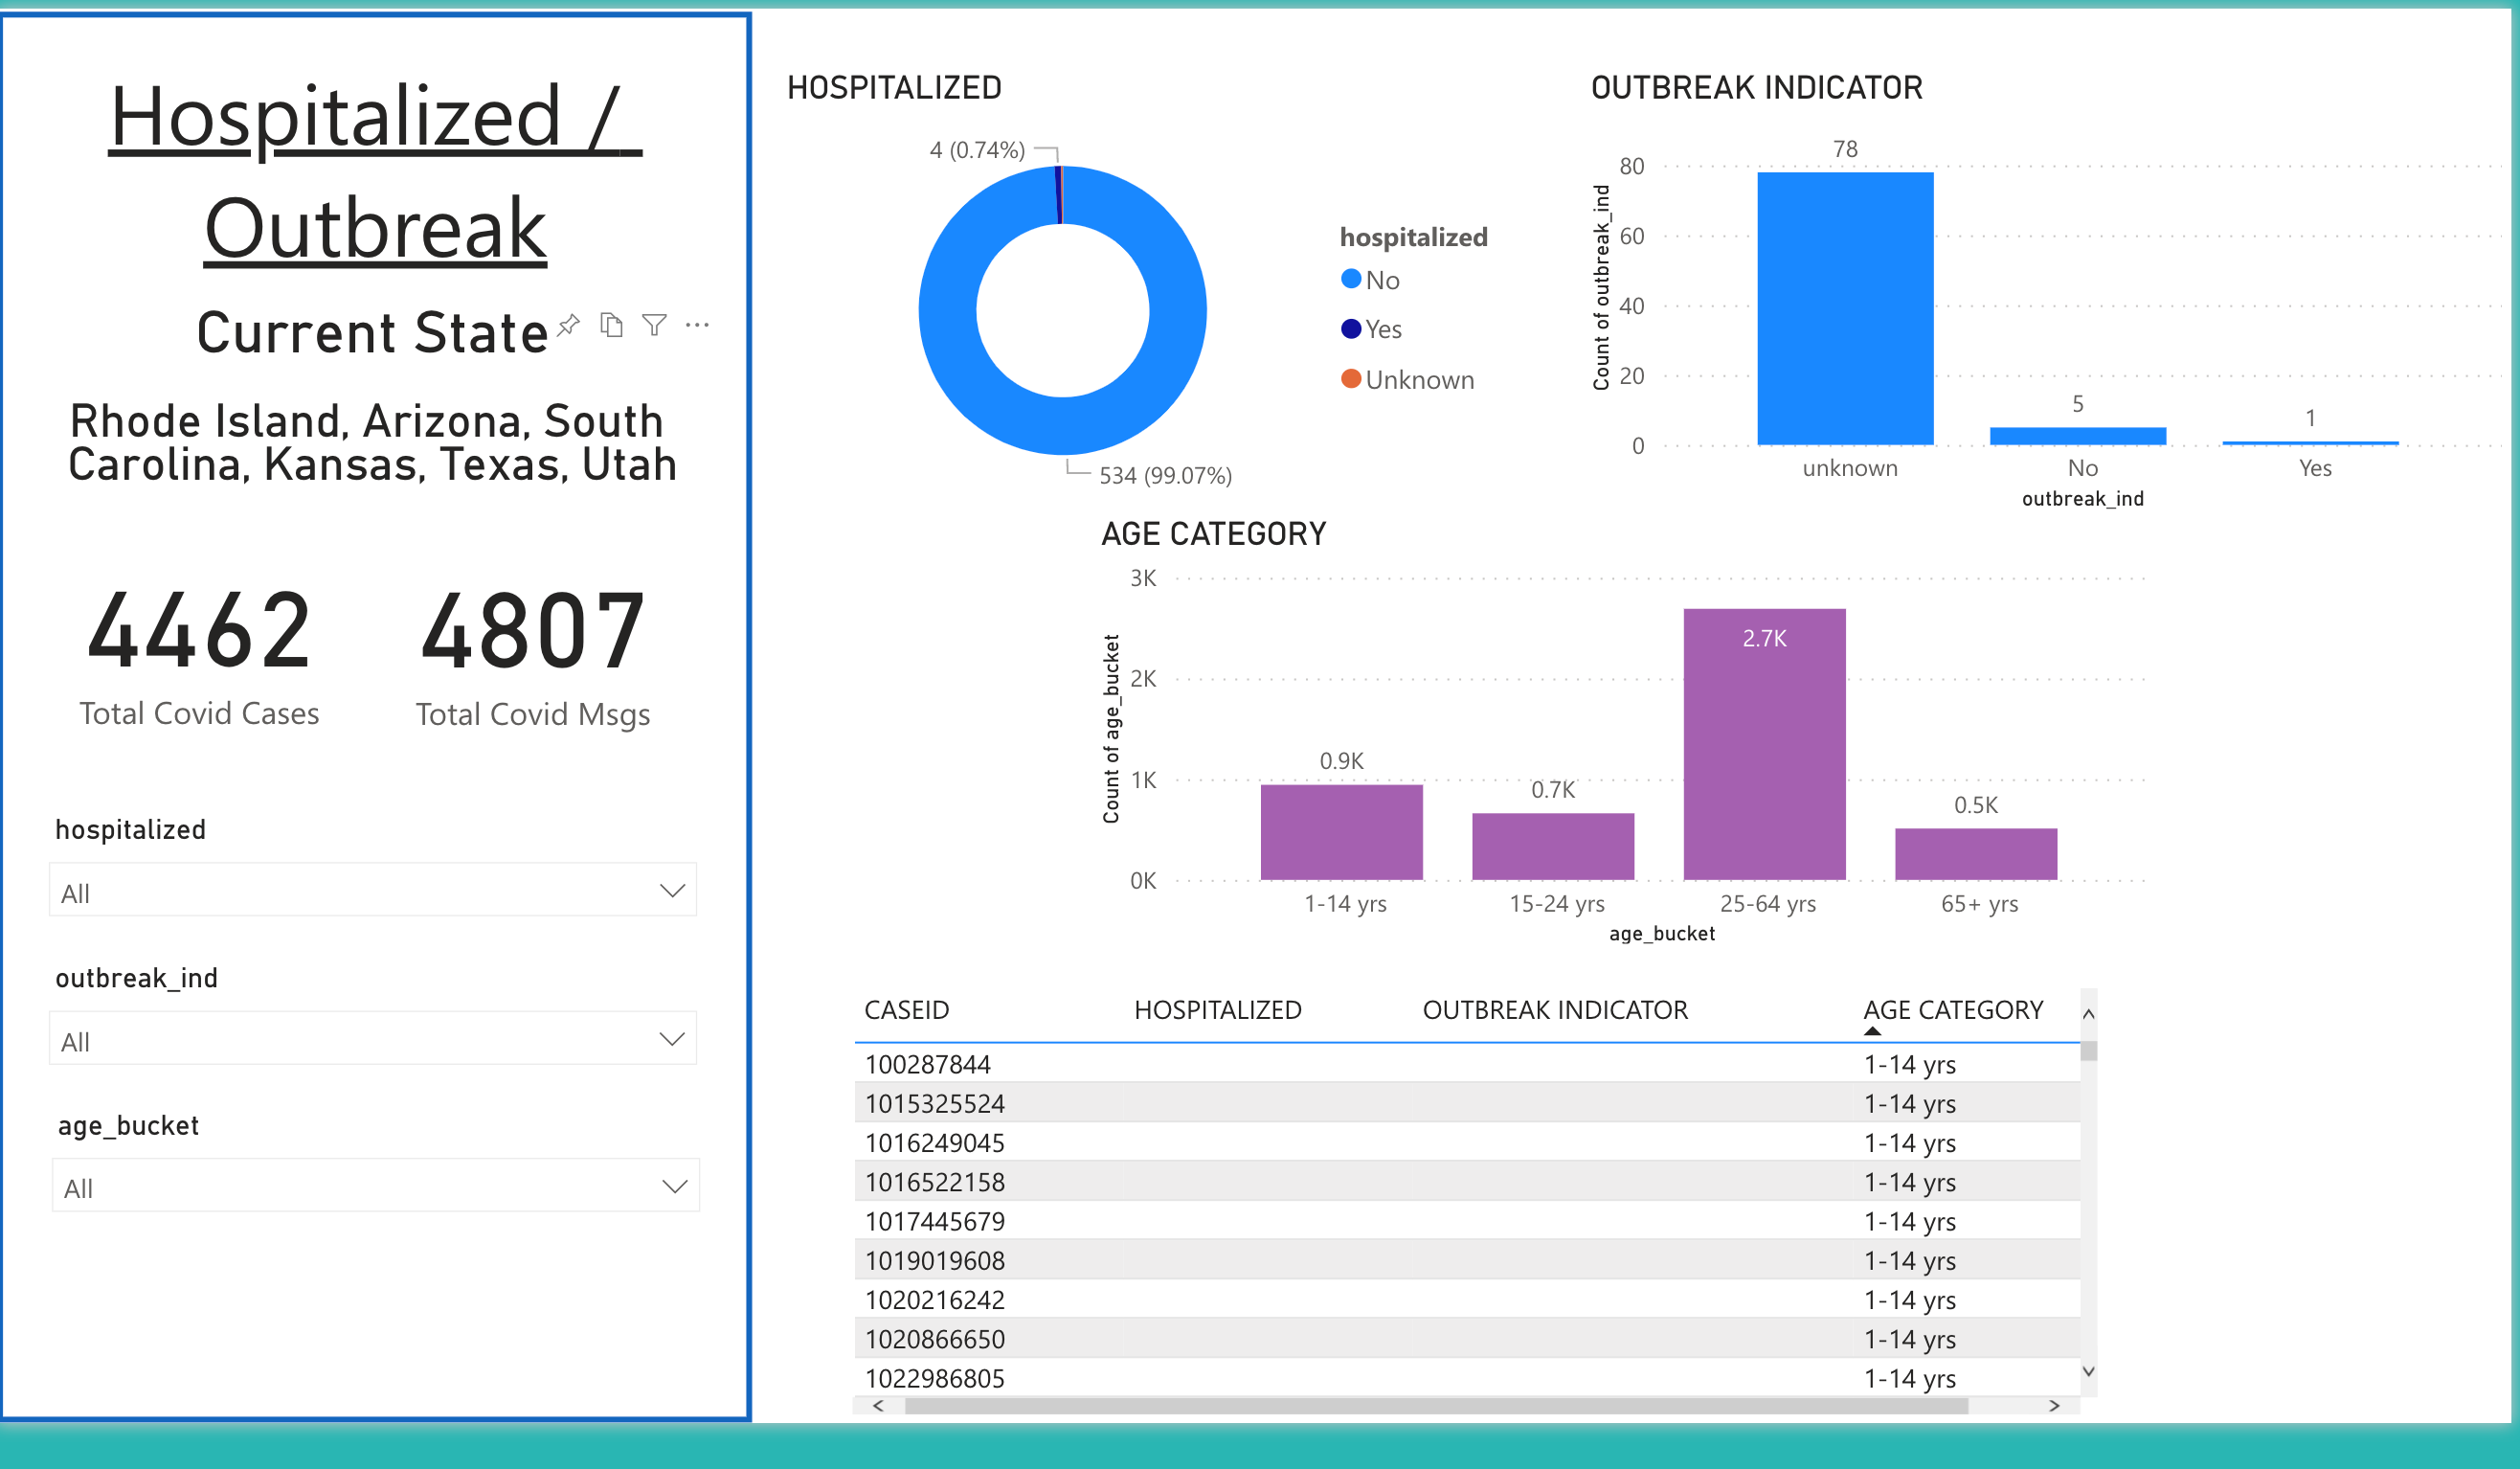 Hospitalized /
Outbreak
Current State
Rhode Island, Arizona, South
Carolina, Kansas, Texas, Utah
4462
Total Covid Cases
4807
Total Covid Msgs
hospitalized
All
outbreak_ind
All
age_bucket
All
HOSPITALIZED
4 (0.74%)
534 (99.07%)
hospitalized
No
Yes
Unknown
OUTBREAK INDICATOR
Count of outbreak_ind
80
60
40
20
0
78
5
1
unknown
No
Yes
outbreak_ind
AGE CATEGORY
Count of age_bucket
3K
2K
1K
0K
0.9K
0.7K
2.7K
0.5K
1-14 yrs
15-24 yrs
25-64 yrs
65+ yrs
age_bucket
CASEID HOSPITALIZED OUTBREAK INDICATOR AGE CATEGORY
100287844 1-14 yrs
1015325524 1-14 yrs
1016249045 1-14 yrs
1016522158 1-14 yrs
1017445679 1-14 yrs
1019019608 1-14 yrs
1020216242 1-14 yrs
1020866650 1-14 yrs
1022986805 1-14 yrs